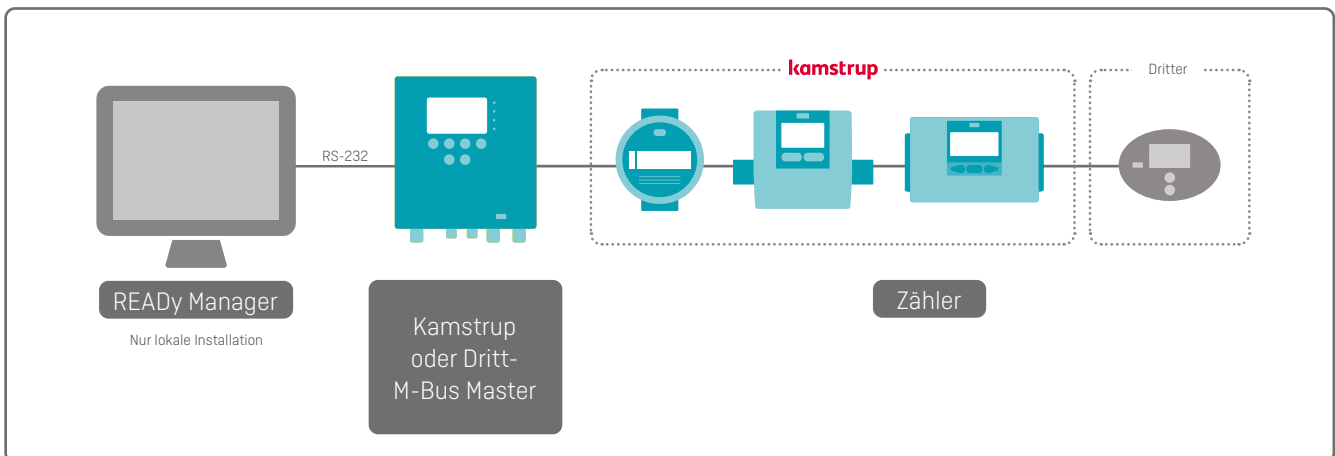 kamstrup
Dritter
RS-232
READy Manager
Nur lokale Installation
Kamstrup
oder Dritt-
M-Bus Master
Zähler